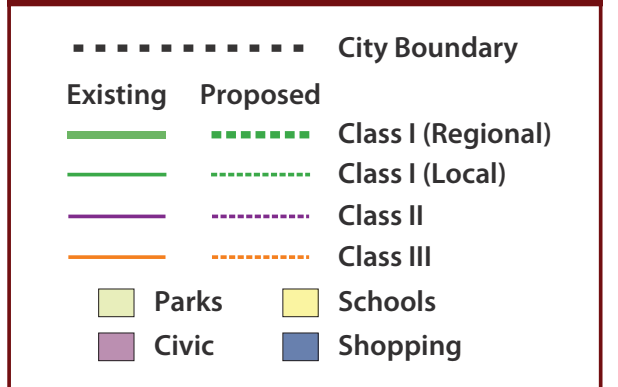 City Boundary
Existing Proposed
Class I (Regional)
Class I (Local)
Class II
Class III
Parks Schools
Civic Shopping